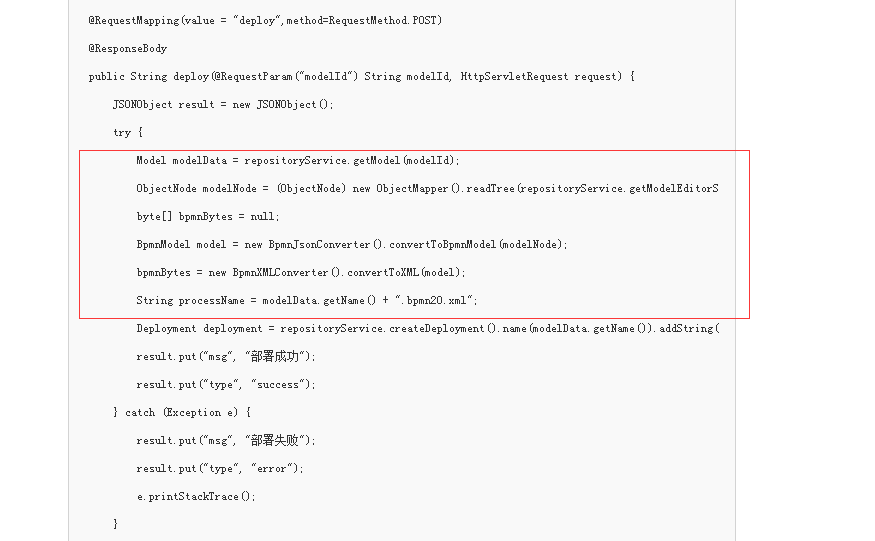 @RequestMapping(value = "deploy",method=RequestMethod.POST)
@ResponseBody
public String deploy(@RequestParam("modelId") String modelId, HttpServletRequest request) {
JSONObject result = new JSONObject();
try {
Model modelData = repositoryService.getModel(modelId);
ObjectNode modelNode = (ObjectNode) new ObjectMapper().readTree(repositoryService.getModelEditorS
byte[] bpmnBytes = null;
BpmnModel model = new BpmnJsonConverter().convertToBpmnModel(modelNode);
bpmnBytes = new BpmnXMLConverter().convertToXML(model);
String processName = modelData.getName() + ".bpmn20.xml";
Deployment deployment = repositoryService.createDeployment().name(modelData.getName()).addString(
result.put("msg", "部署成功");
result.put("type", "success");
} catch (Exception e) {
result.put("msg", "部署失败");
result.put("type", "error");
e.printStackTrace();
}